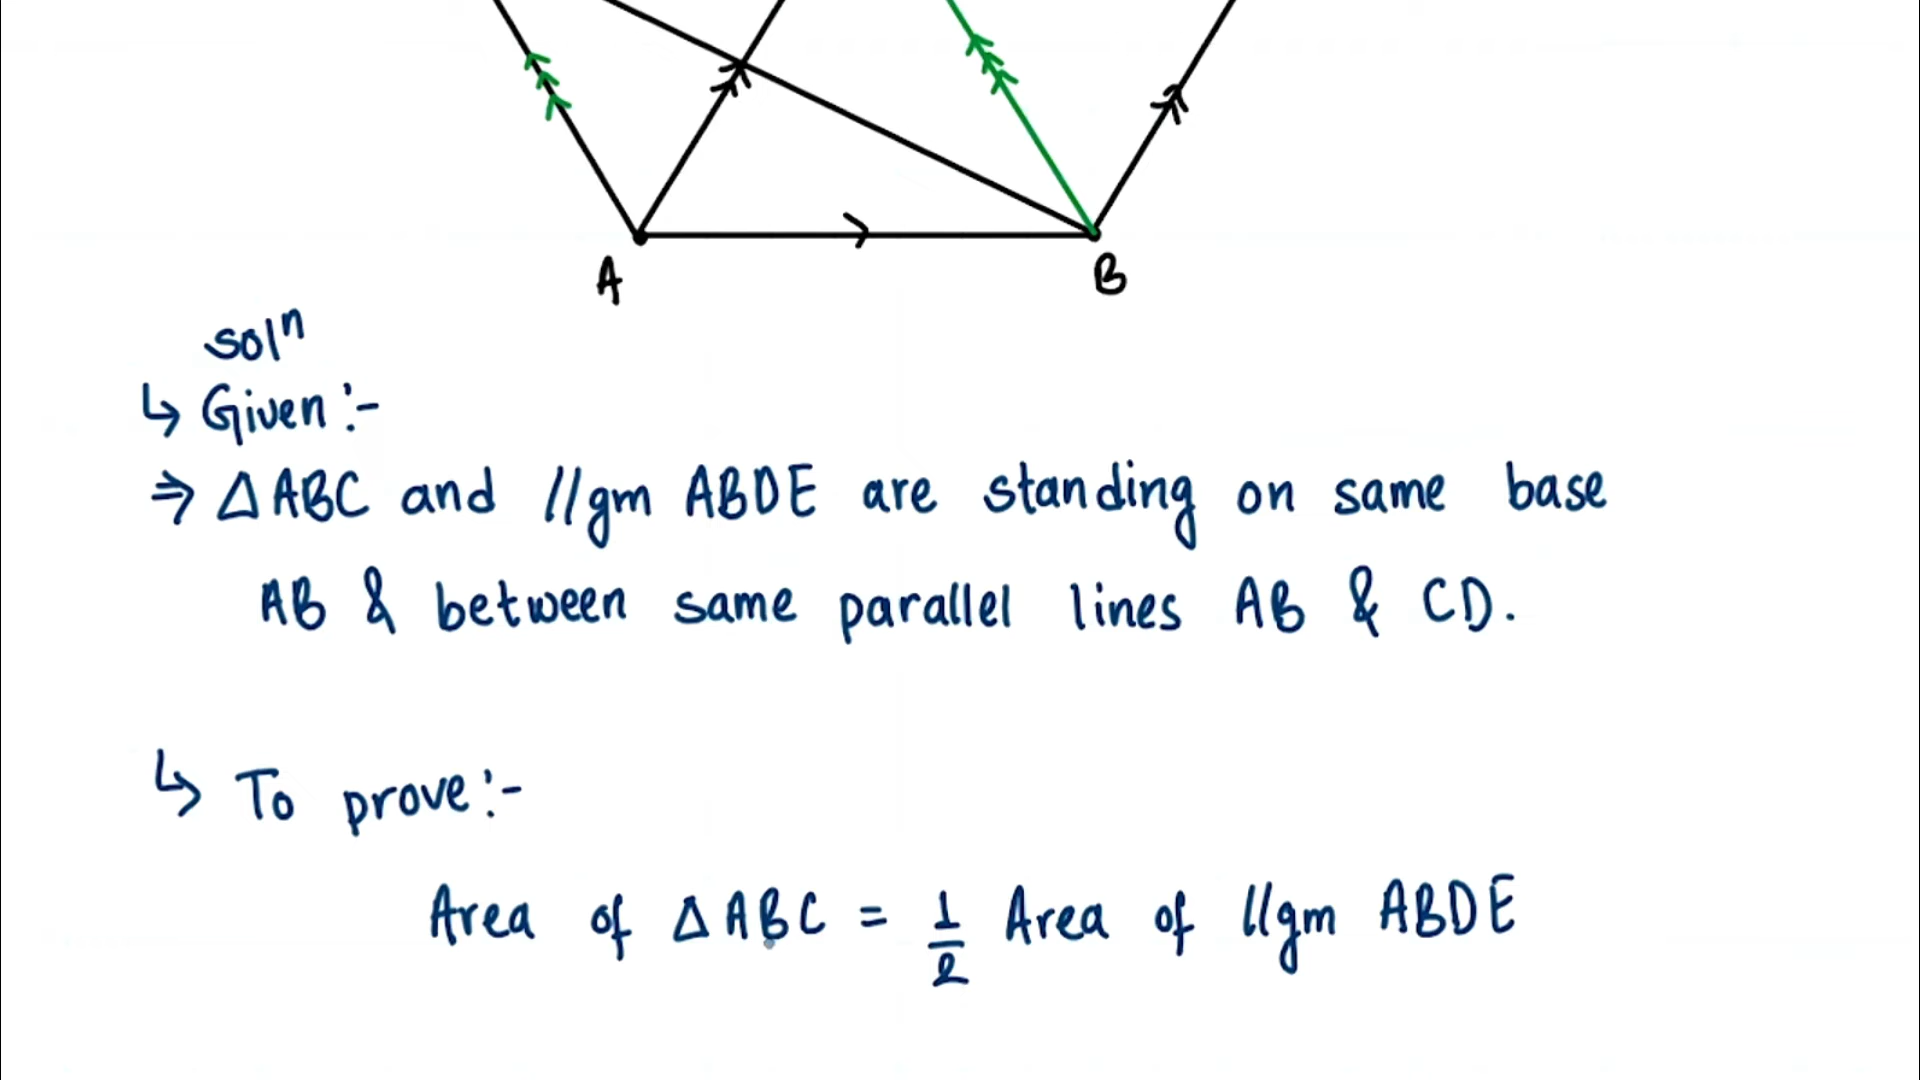 A B
solⁿ
↳ Given :-
⇒ △ABC and //gm ABDE are standing on same base
AB & between same parallel lines AB & CD.
↳ To prove :-
Area of △ABC = 1/2 Area of //gm ABDE